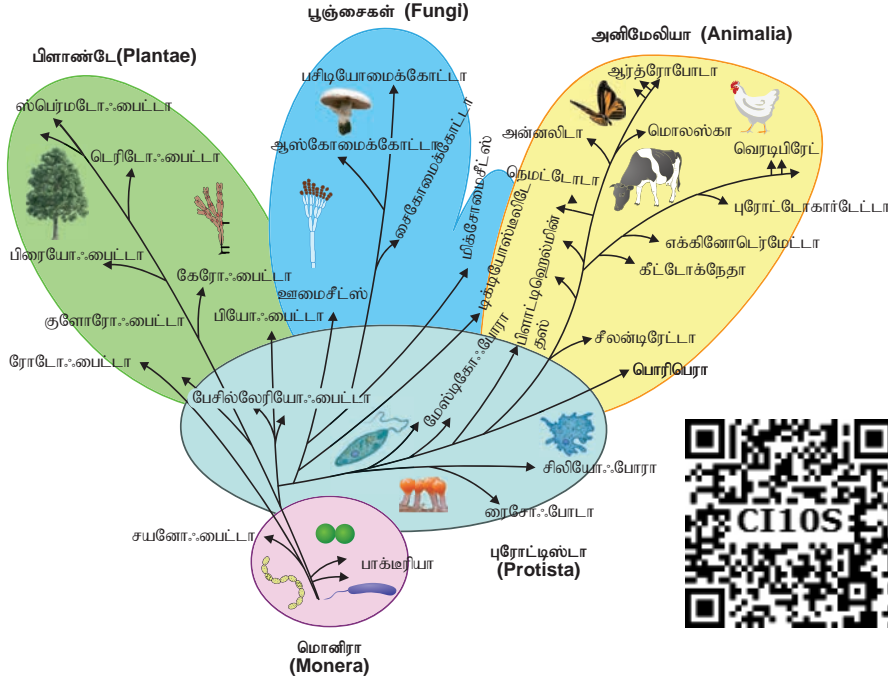 பூஞ்சைகள் (Fungi)
பிளாண்டே(Plantae)
அனிமேலியா (Animalia)
பசிடியோமைக்கோட்டா
ஆர்த்ரோபோடா
ஸ்பெர்மடோஃபைட்டா
அன்னலிடா
மொலஸ்கா
ஆஸ்கோமைக்கோட்டா
வெரடிபிரேட்
டெரிடோஃபைட்டா
சைகோமைக்கோட்டா
நெமட்டோடா
மிக்சோமைசீட்ஸ்
புரோட்டோகார்டேட்டா
டிக்டியோஸ்டீலிடே
எக்கினோடெர்மேட்டா
பிரையோஃபைட்டா
கீட்டோக்நேதா
கேரோஃபைட்டா
ஊமைசீட்ஸ்
பிளாட்டிஹெல்மின்
தஸ்
பியோஃபைட்டா
குளோரோஃபைட்டா
சீலன்டிரேட்டா
ரோடோஃபைட்டா
பொரிபெரா
பேசில்லேரியோஃபைட்டா
மேஸ்டிகோஃபோரா
சிலியோஃபோரா
ரைசோஃபோடா
CI10S
சயனோஃபைட்டா
பாக்டீரியா
புரோட்டிஸ்டா
(Protista)
மொனிரா
(Monera)